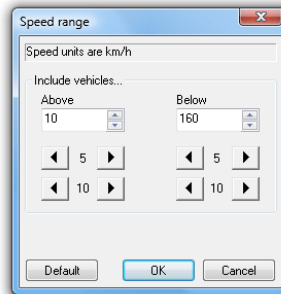 Speed range
Speed units are km/h
Include vehicles...
Above Below
10 160
5 5
10 10
Default OK Cancel